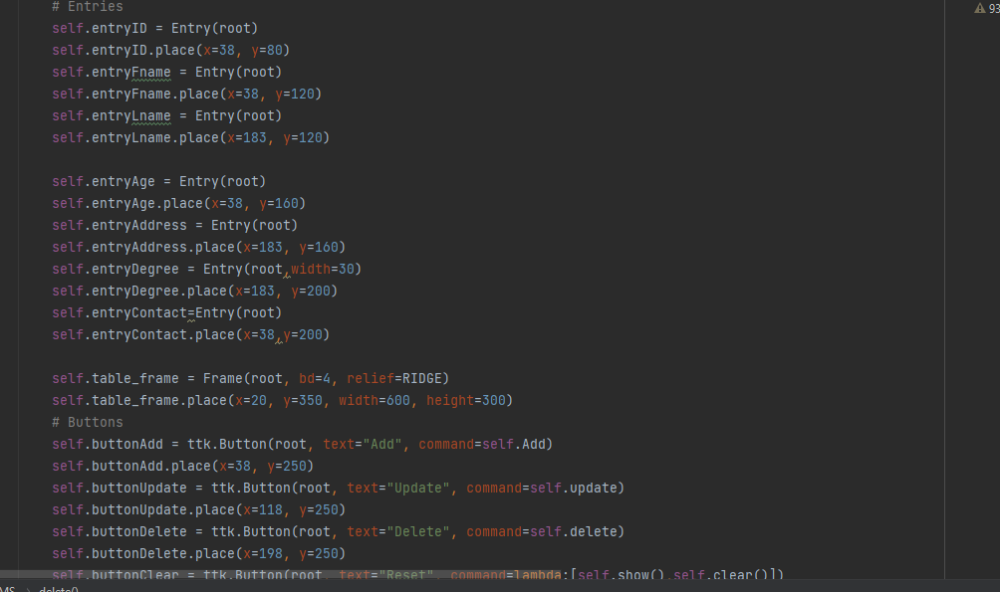 # Entries
93
self.entryID = Entry(root)
self.entryID.place(x=38, y=80)
self.entryFname = Entry(root)
self.entryFname.place(x=38, y=120)
self.entryLname = Entry(root)
self.entryLname.place(x=183, y=120)
self.entryAge = Entry(root)
self.entryAge.place(x=38, y=160)
self.entryAddress = Entry(root)
self.entryAddress.place(x=183, y=160)
self.entryDegree = Entry(root,width=30)
self.entryDegree.place(x=183, y=200)
self.entryContact=Entry(root)
self.entryContact.place(x=38,y=200)
self.table_frame = Frame(root, bd=4, relief=RIDGE)
self.table_frame.place(x=20, y=350, width=600, height=300)
# Buttons
self.buttonAdd = ttk.Button(root, text="Add", command=self.Add)
self.buttonAdd.place(x=38, y=250)
self.buttonUpdate = ttk.Button(root, text="Update", command=self.update)
self.buttonUpdate.place(x=118, y=250)
self.buttonDelete = ttk.Button(root, text="Delete", command=self.delete)
self.buttonDelete.place(x=198, y=250)
self.buttonClear = ttk.Button(root, text="Reset", command=lambda:[self.show(),self.clear()])
MS › delete()